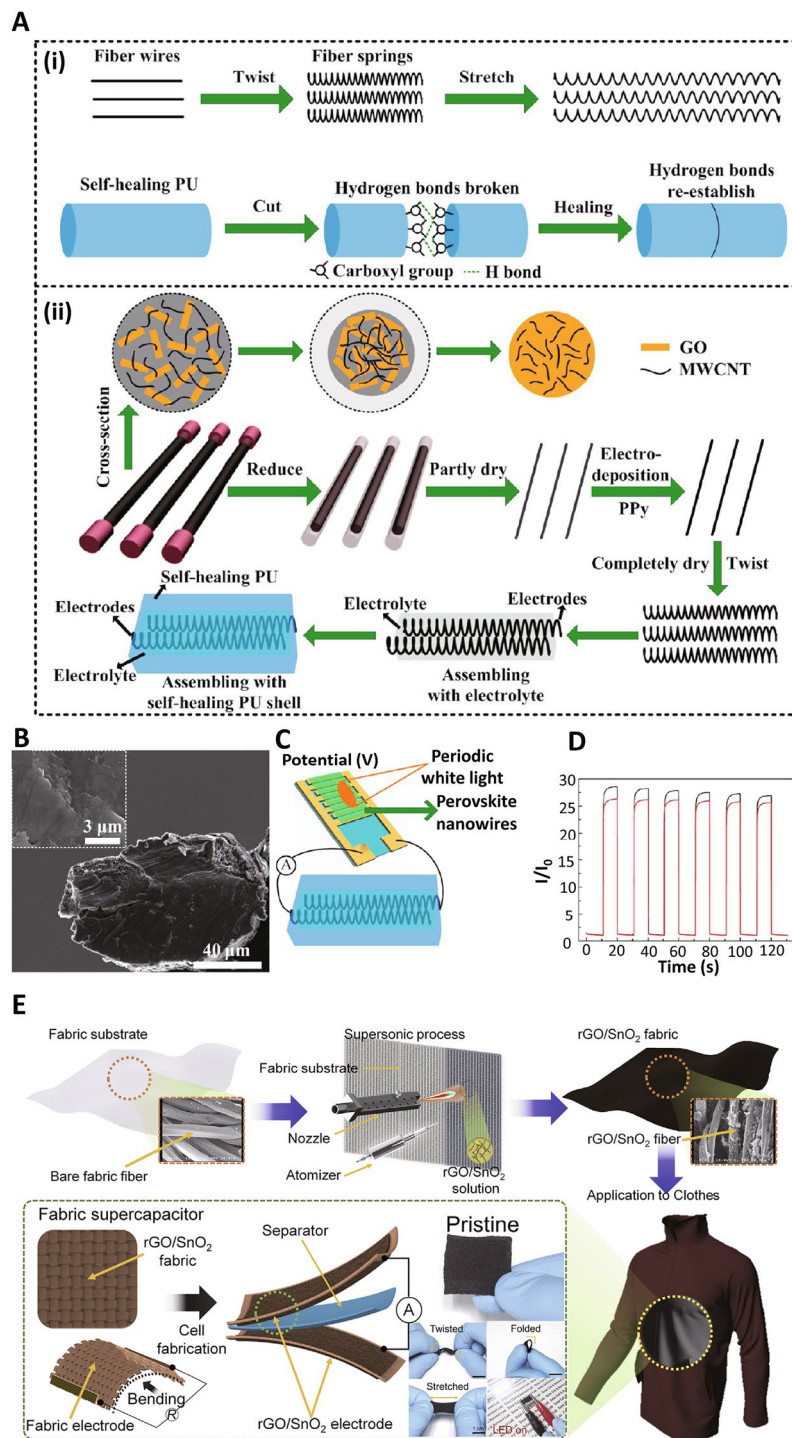 A
(i)
Fiber wires
Twist
Fiber springs
Stretch
Self-healing PU
Cut
Hydrogen bonds broken
Healing
Hydrogen bonds
re-establish
Carboxyl group
H bond
(ii)
GO
MWCNT
Cross-section
Reduce
Partly dry
Electro-
deposition
PPy
Completely dry
Twist
Self-healing PU
Electrodes
Electrolyte
Assembling with
self-healing PU shell
Electrolyte
Electrodes
Assembling
with electrolyte
B
3 µm
40 µm
C
Potential (V)
Periodic
white light
Perovskite
nanowires
A
D
I/I0
30
25
20
15
10
5
0
0 20 40 60 80 100 120
Time (s)
E
Fabric substrate
Bare fabric fiber
Supersonic process
Fabric substrate
Nozzle
Atomizer
rGO/SnO2
solution
rGO/SnO2 fabric
rGO/SnO2 fiber
Application to Clothes
Fabric supercapacitor
rGO/SnO2
fabric
Cell
fabrication
Separator
A
Bending
R
Fabric electrode
rGO/SnO2 electrode
Pristine
Twisted
Folded
Stretched
LED on